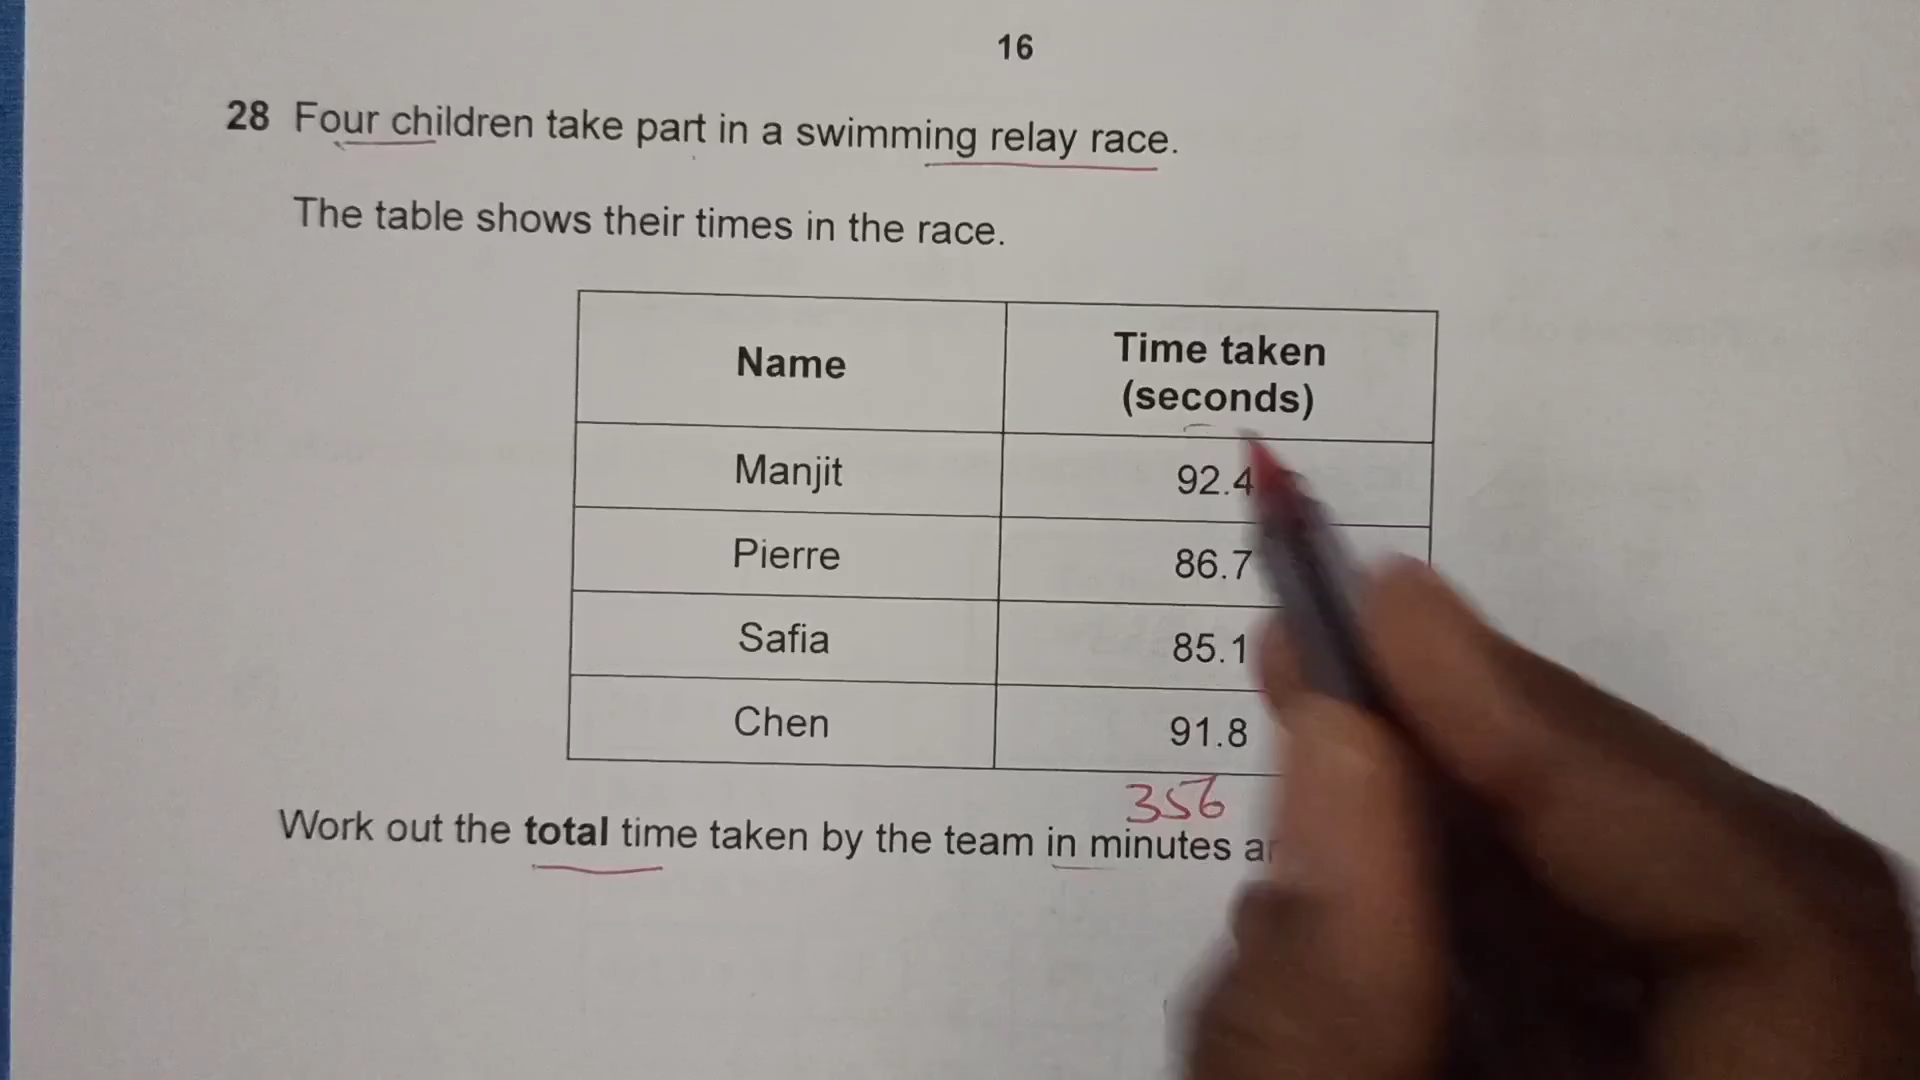 16
28 Four children take part in a swimming relay race.
The table shows their times in the race.
Name Time taken (seconds)
Manjit 92.4
Pierre 86.7
Safia 85.1
Chen 91.8
356
Work out the total time taken by the team in minutes